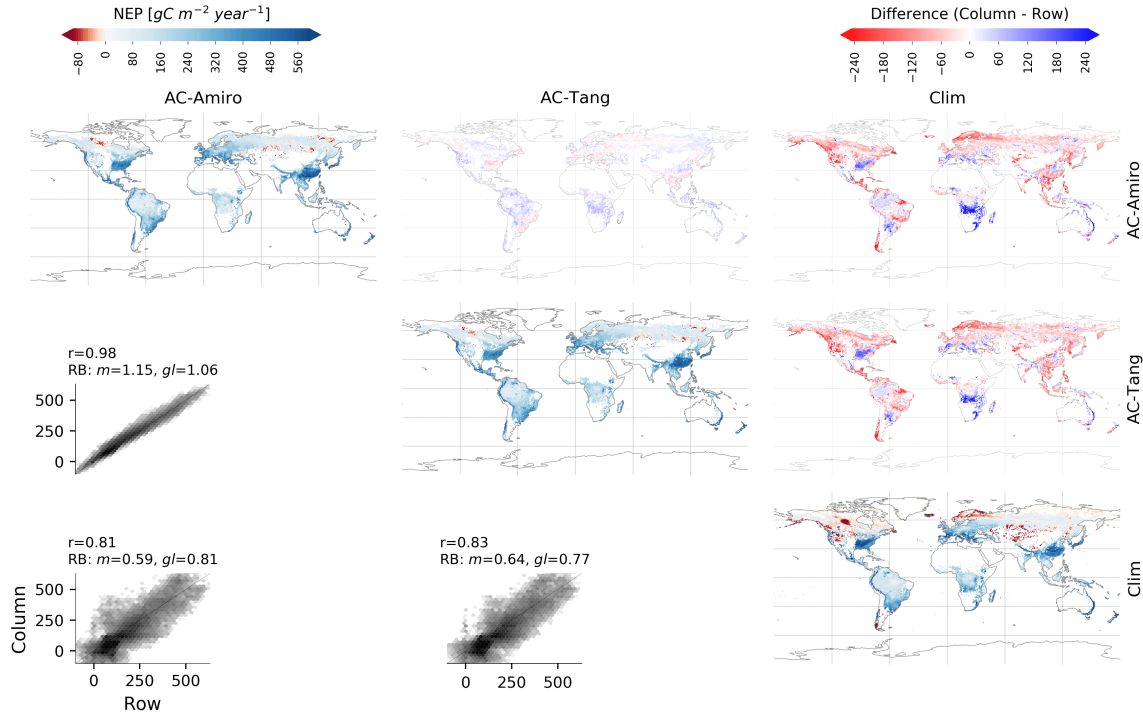 NEP [gC m−2 year−1]
−80 0 80 160 240 320 400 480 560
Difference (Column - Row)
−240 −180 −120 −60 0 60 120 180 240
AC-Amiro
AC-Tang
Clim
AC-Amiro
r=0.98
RB: m=1.15, gl=1.06
500
250
0
AC-Tang
r=0.81
RB: m=0.59, gl=0.81
500
250
0
0 250 500
Column
Row
r=0.83
RB: m=0.64, gl=0.77
0 250 500
Clim